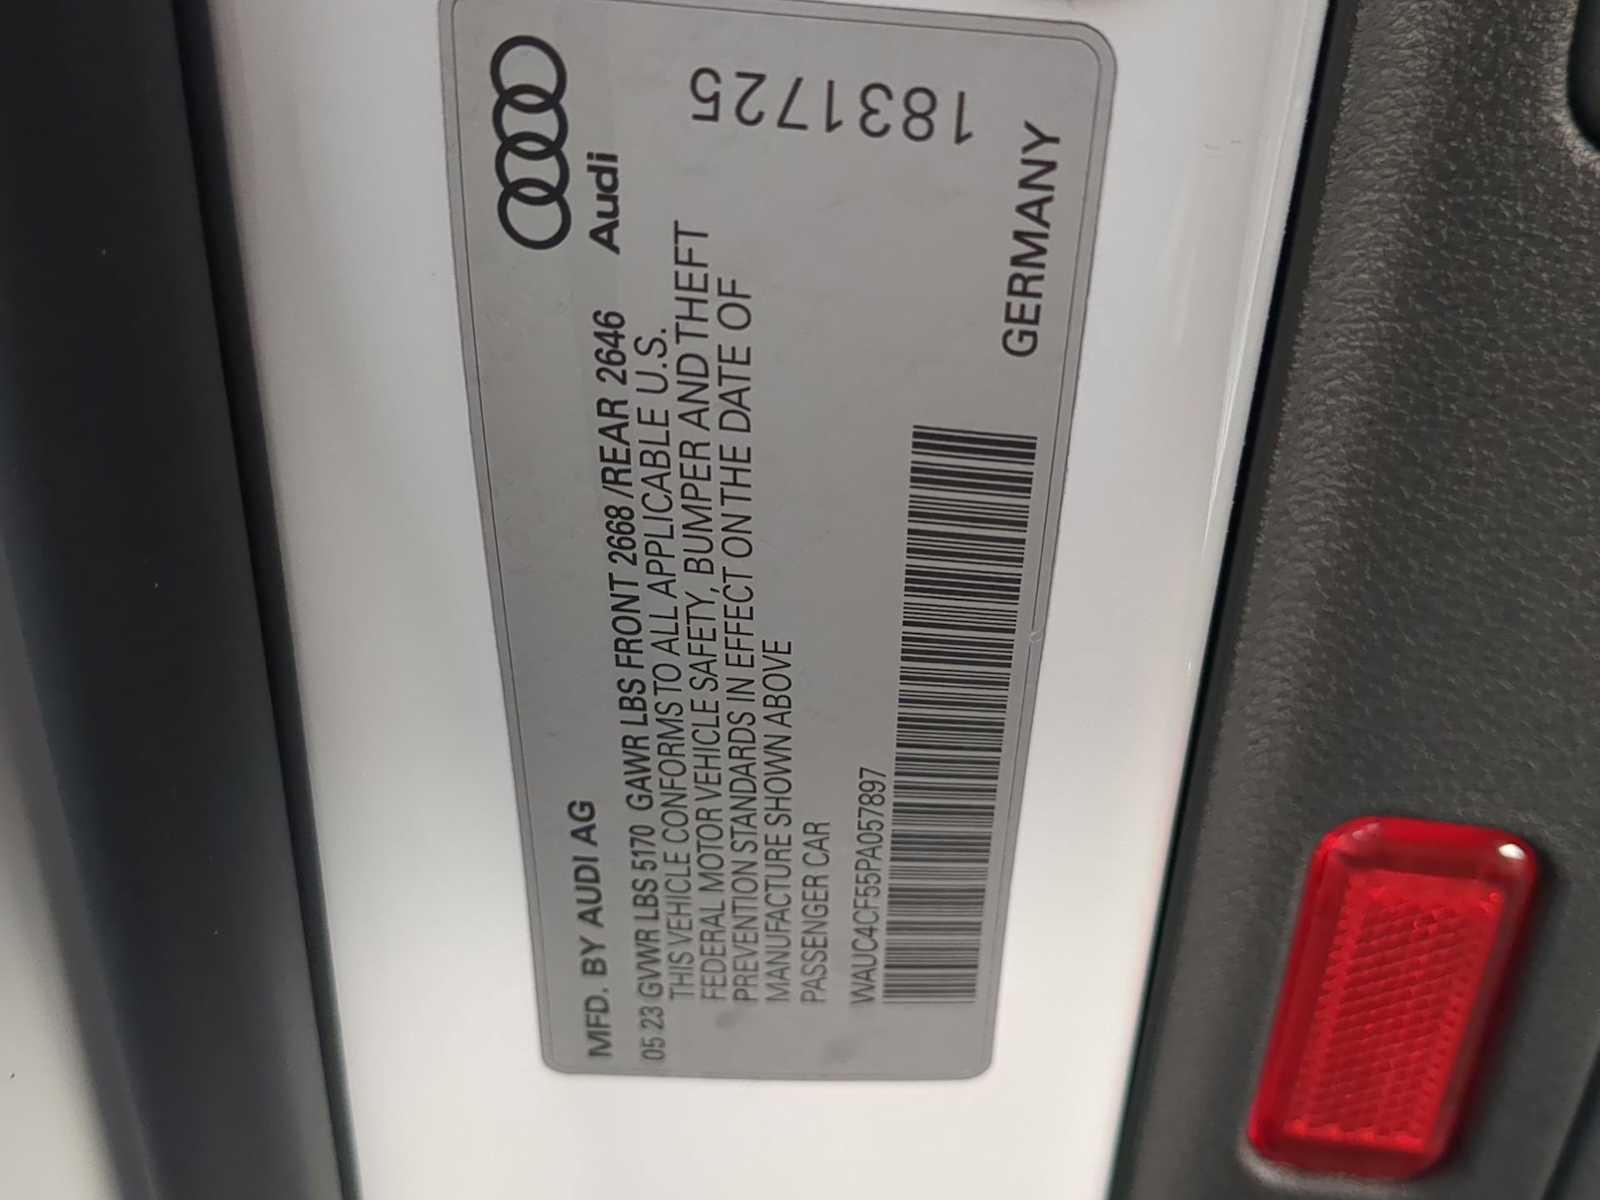 MFD. BY AUDI AG
Audi
05 23 GVWR LBS 5170 GAWR LBS FRONT 2668 /REAR 2646
THIS VEHICLE CONFORMS TO ALL APPLICABLE U.S.
FEDERAL MOTOR VEHICLE SAFETY, BUMPER AND THEFT
PREVENTION STANDARDS IN EFFECT ON THE DATE OF
MANUFACTURE SHOWN ABOVE
PASSENGER CAR
1831725
WAUC4CF55PA057897
GERMANY